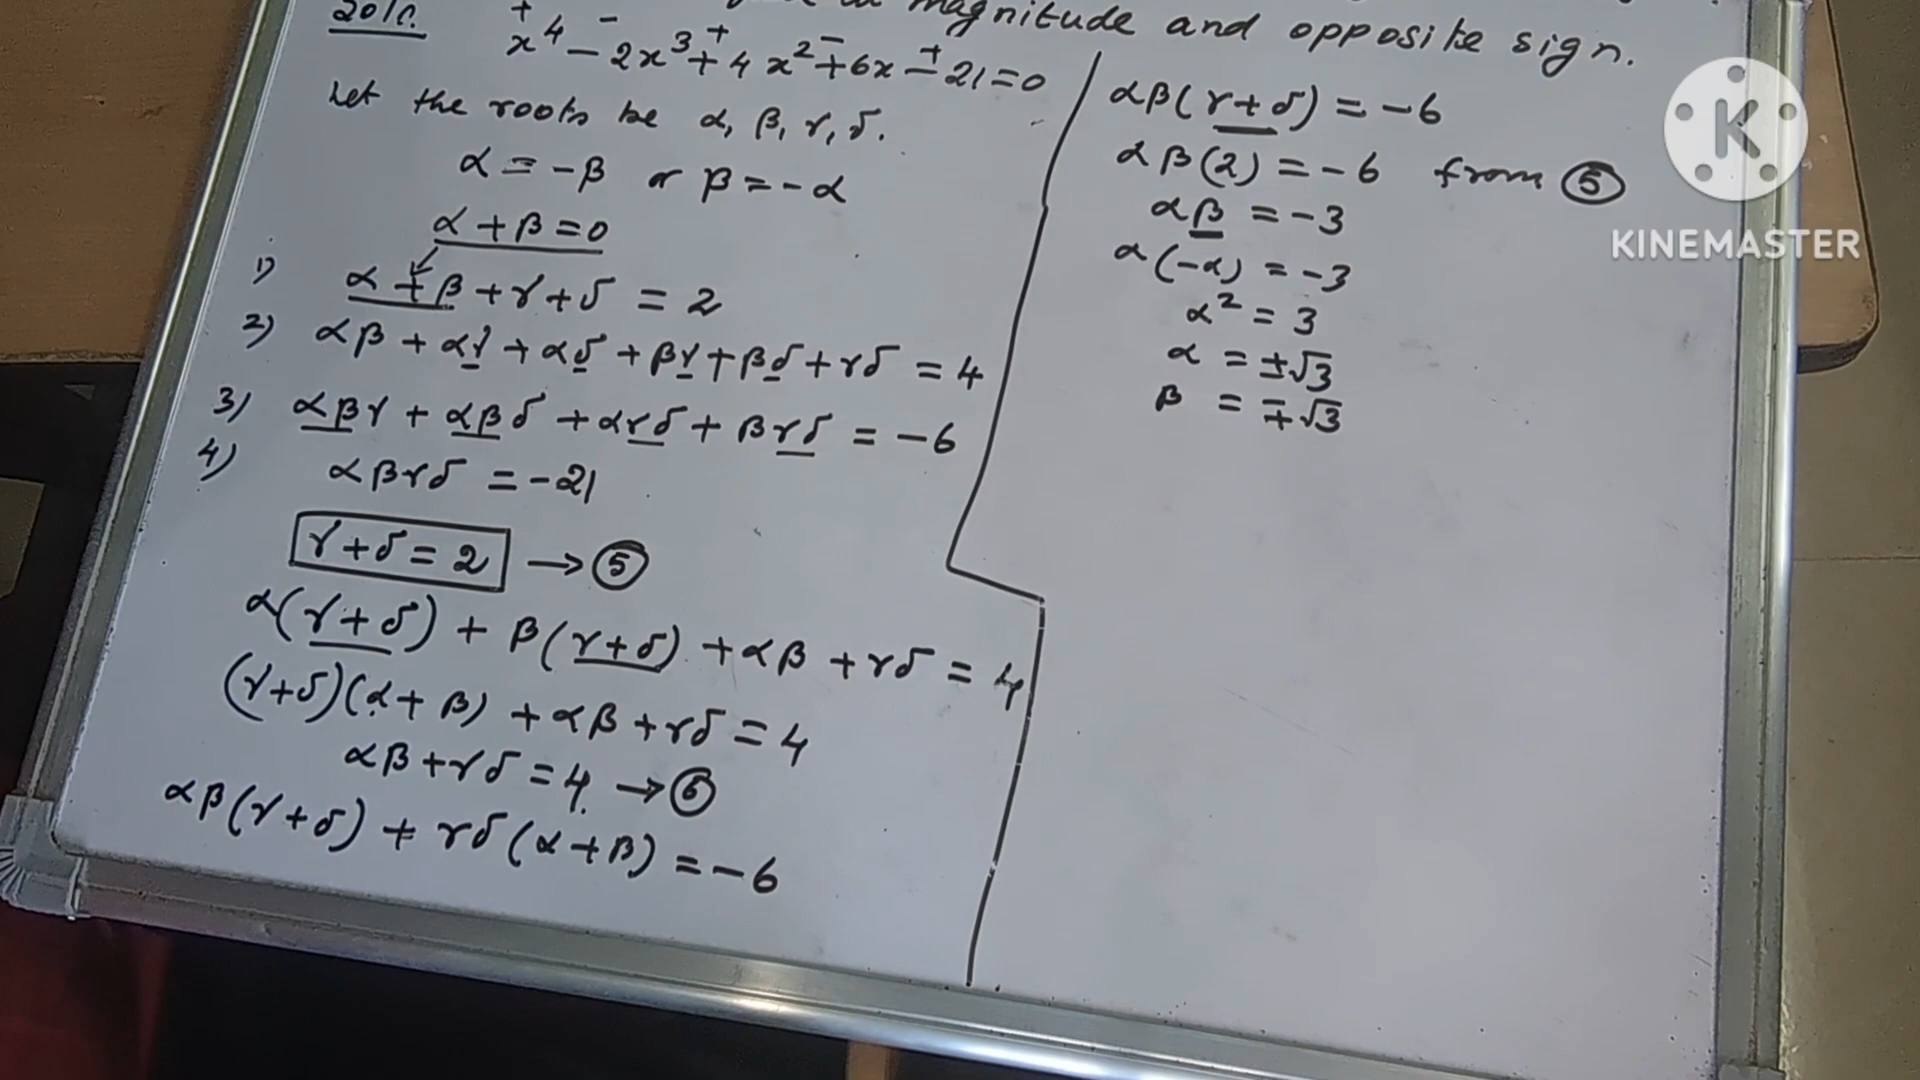 magnitude and opposite sign.
Solve
+ - + - +
x⁴ - 2x³ + 4x² + 6x - 21 = 0
Let the roots be α, β, γ, δ.
α = -β or β = -α
α + β = 0
1) α + β + γ + δ = 2
2) αβ + αγ + αδ + βγ + βδ + γδ = 4
3) αβγ + αβδ + αγδ + βγδ = -6
4) αβγδ = -21
γ + δ = 2 → ⑤
α(γ + δ) + β(γ + δ) + αβ + γδ = 4
(γ + δ)(α + β) + αβ + γδ = 4
αβ + γδ = 4 → ⑥
αβ(γ + δ) + γδ(α + β) = -6
αβ(γ + δ) = -6
αβ(2) = -6 from ⑤
αβ = -3
α(-α) = -3
α² = 3
α = ±√3
β = ∓√3
K
KINEMASTER